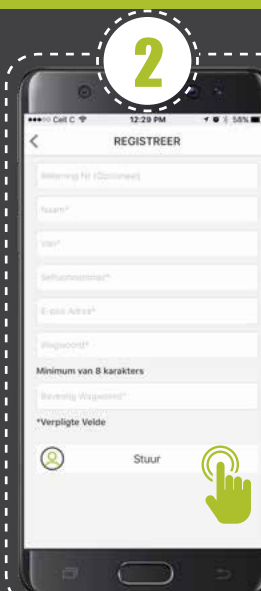 2
Cell C 12:29 PM 58%
REGISTREER
Rekening Nr (Opsioneel)
Naam*
Van*
Selfoonnommer*
E-pos Adres*
Wagwoord*
Minimum van 8 karakters
Bevestig Wagwoord*
*Verpligte Velde
Stuur